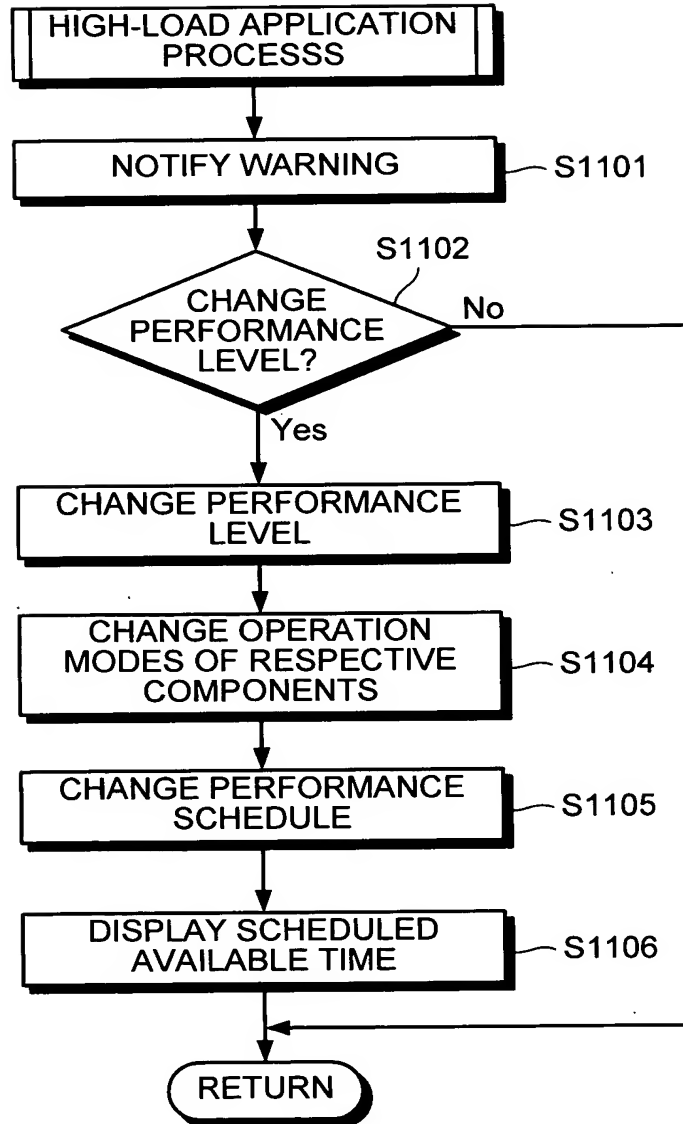 HIGH-LOAD APPLICATION
PROCESSS
NOTIFY WARNING
S1101
S1102
CHANGE
PERFORMANCE
LEVEL?
No
Yes
CHANGE PERFORMANCE
LEVEL
S1103
CHANGE OPERATION
MODES OF RESPECTIVE
COMPONENTS
S1104
CHANGE PERFORMANCE
SCHEDULE
S1105
DISPLAY SCHEDULED
AVAILABLE TIME
S1106
RETURN